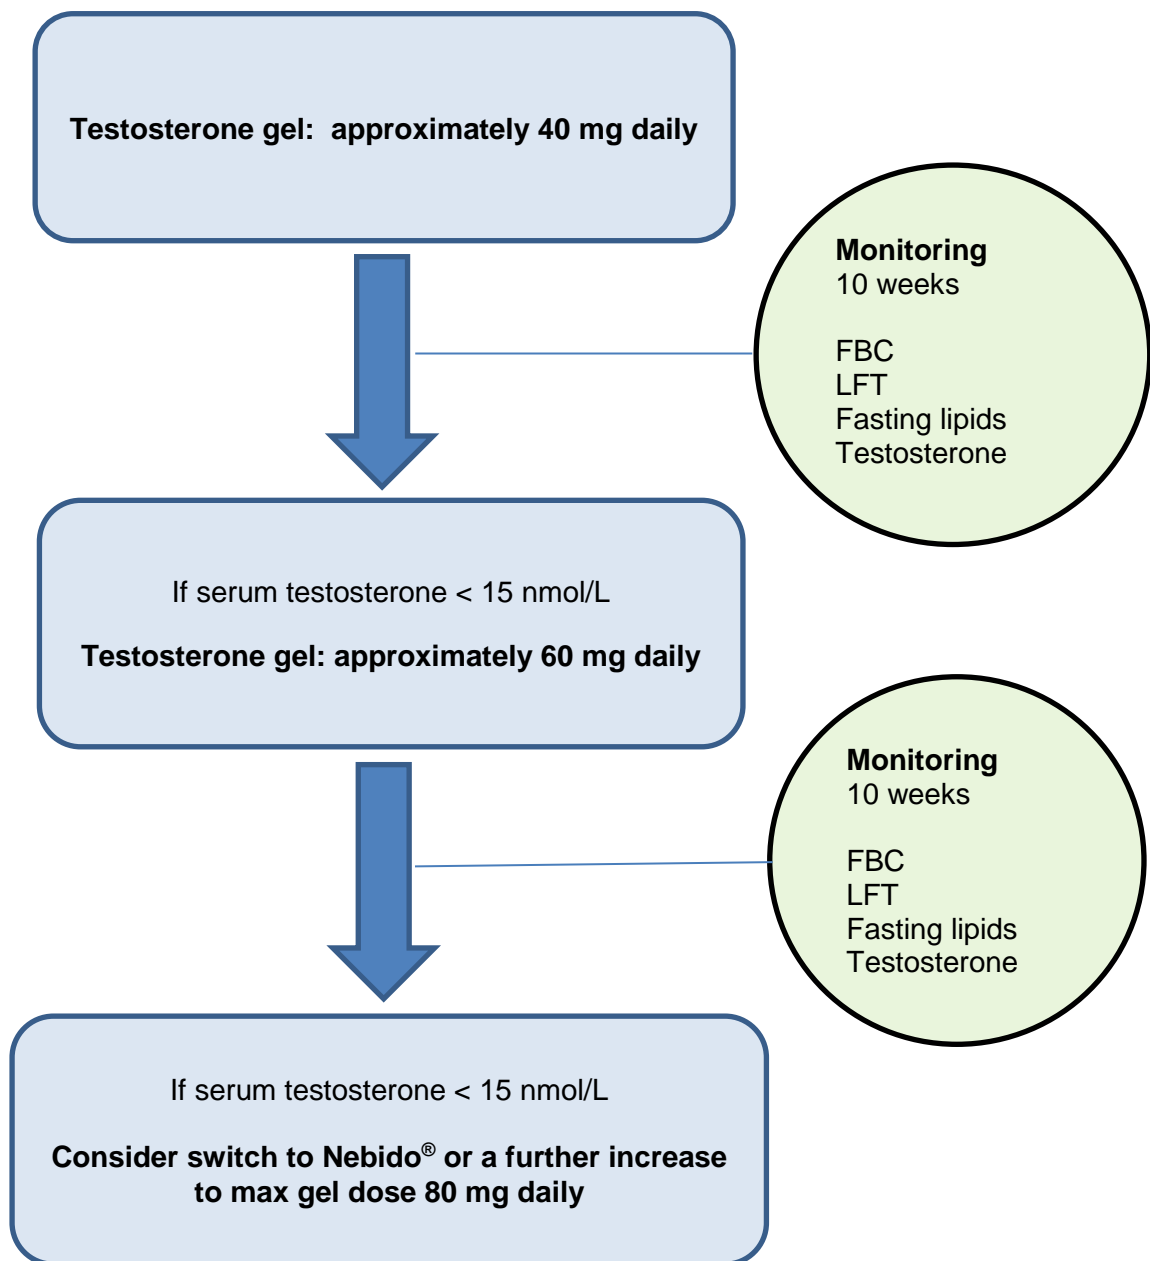 Testosterone gel:  approximately 40 mg daily
Monitoring
10 weeks
FBC
LFT
Fasting lipids
Testosterone
If serum testosterone < 15 nmol/L
Testosterone gel: approximately 60 mg daily
Monitoring
10 weeks
FBC
LFT
Fasting lipids
Testosterone
If serum testosterone < 15 nmol/L
Consider switch to Nebido® or a further increase
to max gel dose 80 mg daily